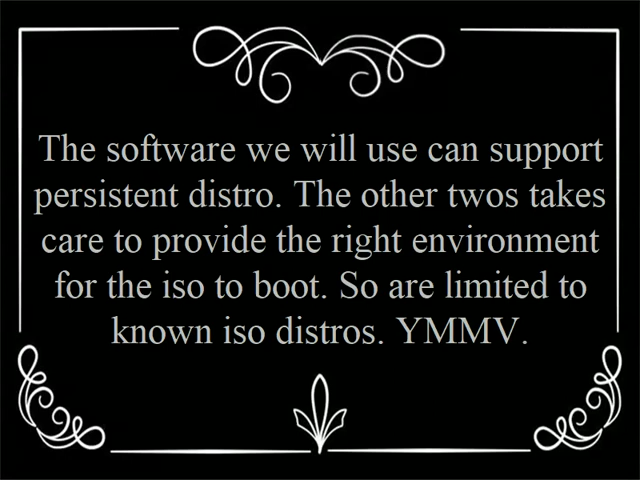 The software we will use can support
persistent distro. The other twos takes
care to provide the right environment
for the iso to boot. So are limited to
known iso distros. YMMV.